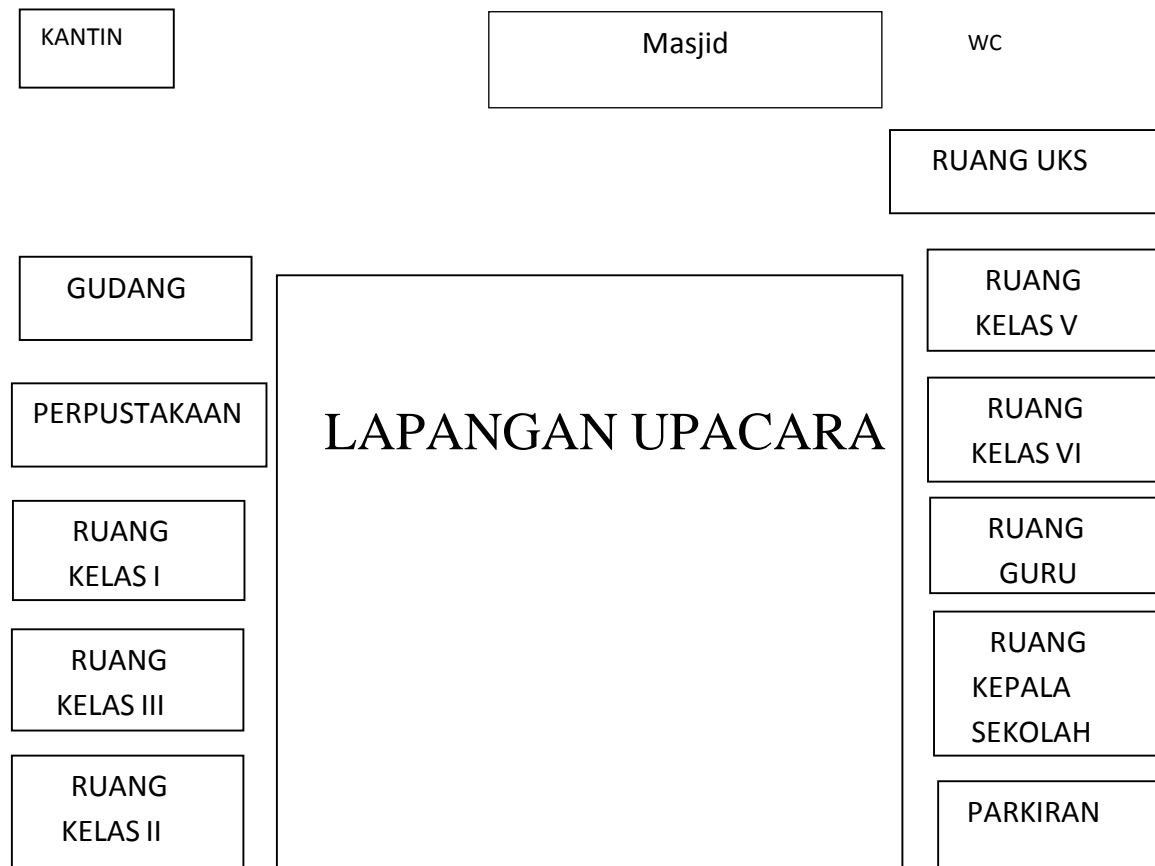 KANTIN
Masjid
WC
RUANG UKS
GUDANG
RUANG
KELAS V
PERPUSTAKAAN
LAPANGAN UPACARA
RUANG
KELAS VI
RUANG
KELAS I
RUANG
GURU
RUANG
KELAS III
RUANG
KEPALA
SEKOLAH
RUANG
KELAS II
PARKIRAN